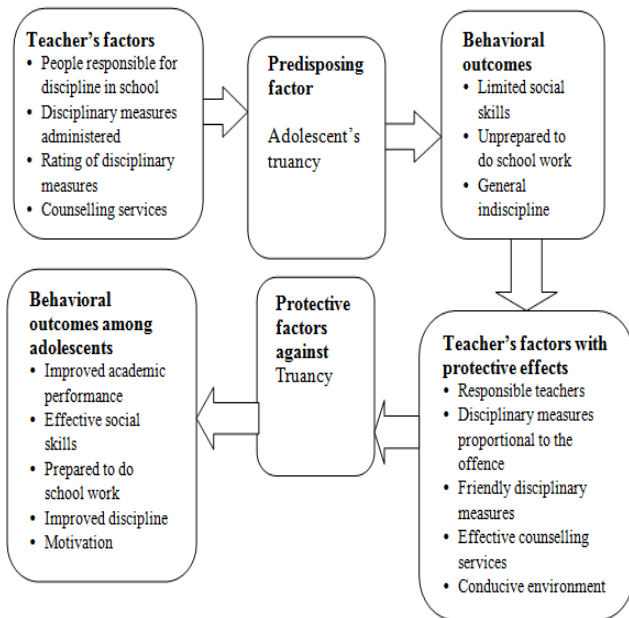 Teacher's factors
• People responsible for
discipline in school
• Disciplinary measures
administered
• Rating of disciplinary
measures
• Counselling services
Predisposing
factor
Adolescent's
truancy
Behavioral
outcomes
• Limited social
skills
• Unprepared to
do school work
• General
indiscipline
Teacher's factors with
protective effects
• Responsible teachers
• Disciplinary measures
proportional to the
offence
• Friendly disciplinary
measures
• Effective counselling
services
• Conducive environment
Protective
factors
against
Truancy
Behavioral
outcomes among
adolescents
• Improved academic
performance
• Effective social
skills
• Prepared to do
school work
• Improved discipline
• Motivation